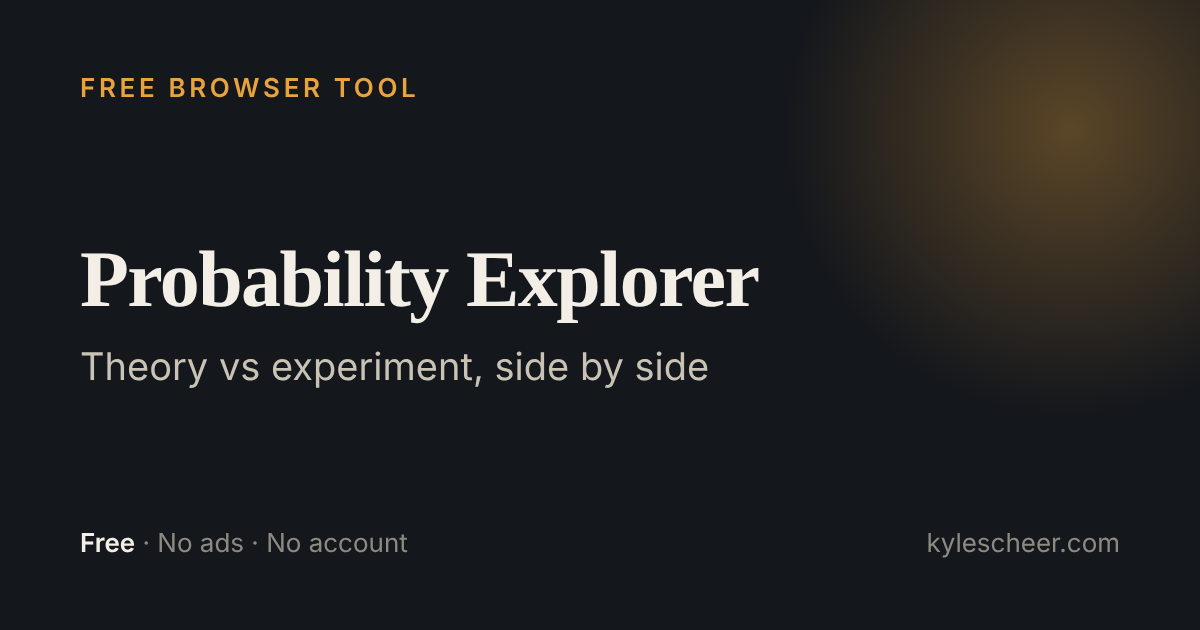 FREE BROWSER TOOL
Probability Explorer
Theory vs experiment, side by side
Free · No ads · No account
kylescheer.com